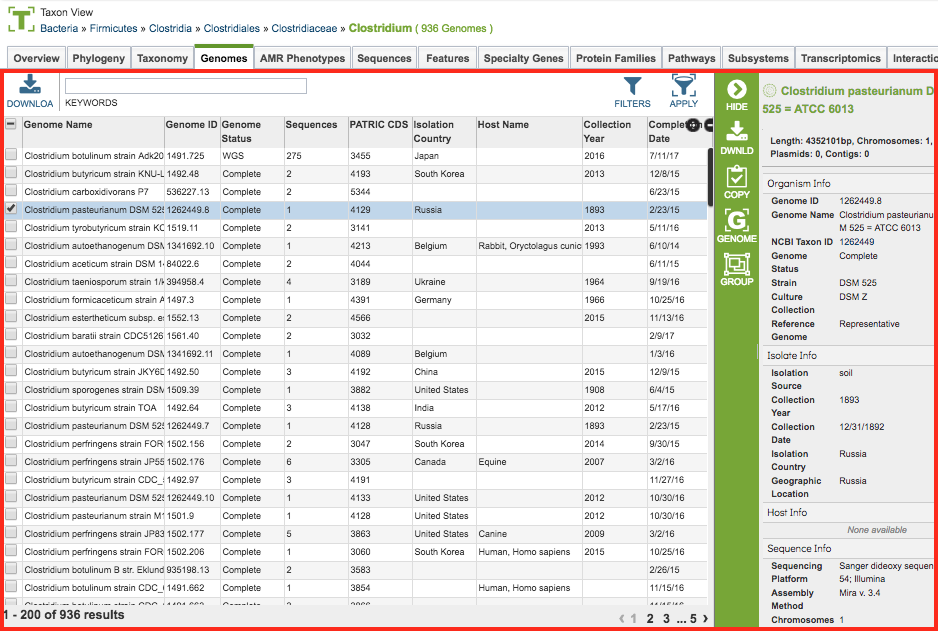 Taxon View
Bacteria » Firmicutes » Clostridia » Clostridiales » Clostridiaceae » Clostridium ( 936 Genomes )
Overview Phylogeny Taxonomy Genomes AMR Phenotypes Sequences Features Specialty Genes Protein Families Pathways Subsystems Transcriptomics Interactio
DOWNLOA KEYWORDS FILTERS APPLY
Genome Name Genome ID Genome Status Sequences PATRIC CDS Isolation Country Host Name Collection Year Completion Date
Clostridium botulinum strain Adk20 1491.725 WGS 275 3455 Japan 2016 7/11/17
Clostridium butyricum strain KNU-L 1492.48 Complete 2 4193 South Korea 2013 12/8/15
Clostridium carboxidivorans P7 536227.13 Complete 2 5344 6/23/15
Clostridium pasteurianum DSM 525 1262449.8 Complete 1 4129 Russia 1893 2/23/15
Clostridium tyrobutyricum strain KC 1519.11 Complete 2 3141 2013 5/11/16
Clostridium autoethanogenum DSM 1341692.10 Complete 1 4213 Belgium Rabbit, Oryctolagus cunic 1993 6/10/14
Clostridium aceticum strain DSM 1 84022.6 Complete 2 4044 6/11/15
Clostridium taeniosporum strain 1/k 394958.4 Complete 4 3189 Ukraine 1964 9/19/16
Clostridium formicaceticum strain A 1497.3 Complete 1 4391 Germany 1966 10/25/16
Clostridium estertheticum subsp. es 1552.13 Complete 2 4566 2015 11/13/16
Clostridium baratii strain CDC5126 1561.40 Complete 2 3032 2/9/17
Clostridium autoethanogenum DSM 1341692.11 Complete 1 4089 Belgium 1/3/16
Clostridium butyricum strain JKY6D 1492.50 Complete 3 4192 China 2015 12/9/15
Clostridium sporogenes strain DSM 1509.39 Complete 1 3882 United States 1908 6/4/15
Clostridium butyricum strain TOA 1492.64 Complete 3 4138 India 2012 5/17/16
Clostridium pasteurianum DSM 525 1262449.7 Complete 1 4128 Russia 1893 2/23/15
Clostridium perfringens strain FOR 1502.156 Complete 2 3047 South Korea 2014 9/30/15
Clostridium perfringens strain JP55 1502.176 Complete 6 3305 Canada Equine 2007 3/2/16
Clostridium butyricum strain CDC_ 1492.97 Complete 3 4191 11/27/16
Clostridium pasteurianum DSM 525 1262449.10 Complete 1 4133 United States 2012 10/30/16
Clostridium pasteurianum strain M1 1501.9 Complete 1 4128 United States 2012 10/30/16
Clostridium perfringens strain JP83 1502.177 Complete 5 3863 United States Canine 2009 3/2/16
Clostridium perfringens strain FOR 1502.206 Complete 1 3060 South Korea Human, Homo sapiens 2015 10/25/16
Clostridium botulinum B str. Eklund 935198.13 Complete 2 3583 2/26/15
Clostridium botulinum strain CDC_ 1491.662 Complete 1 3854 Human, Homo sapiens 11/15/16
1 - 200 of 936 results
‹ 1 2 3 ... 5 ›
HIDE
DWNLD
COPY
GENOME
GROUP
Clostridium pasteurianum D
525 = ATCC 6013
Length: 4352101bp, Chromosomes: 1,
Plasmids: 0, Contigs: 0
Organism Info
Genome ID 1262449.8
Genome Name Clostridium pasteurianu
M 525 = ATCC 6013
NCBI Taxon ID 1262449
Genome Complete
Status
Strain DSM 525
Culture DSM Z
Collection
Reference Representative
Genome
Isolate Info
Isolation soil
Source
Collection 1893
Year
Collection 12/31/1892
Date
Isolation Russia
Country
Geographic Russia
Location
Host Info
None available
Sequence Info
Sequencing Sanger dideoxy sequen
Platform 54; Illumina
Assembly Mira v. 3.4
Method
Chromosomes 1